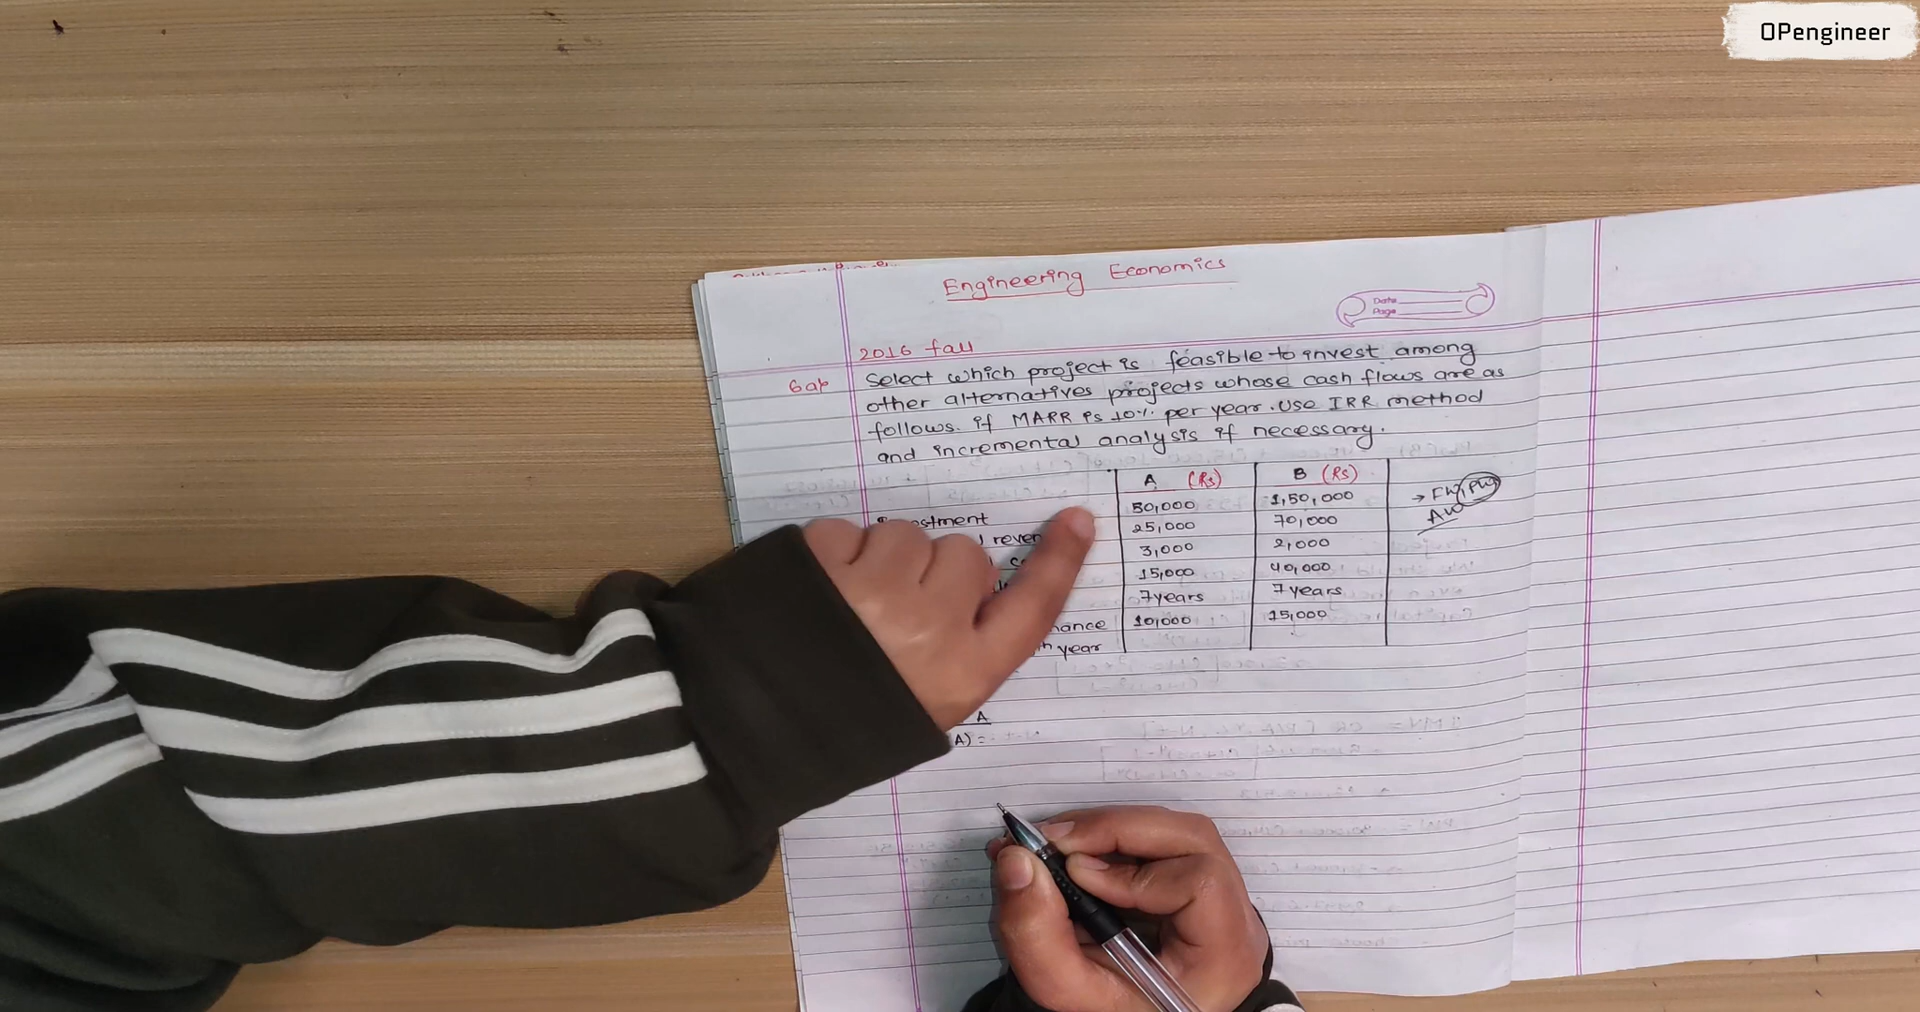 OPengineer
Engineering Economics
Date
Page
2016 fall
6 a)
Select which project is feasible to invest among
other alternatives projects whose cash flows are as
follows. if MARR is 10% per year. Use IRR method
and incremental analysis if necessary.
A (Rs) B (Rs)
50,000 1,50,000 → FW, PW
25,000 70,000 AW
3,000 2,000
15,000 40,000
7years 7 years
10,000 15,000
year
A
A) =